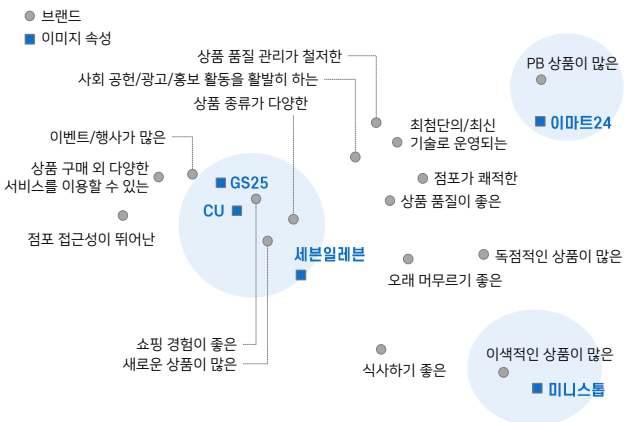 브랜드
이미지 속성
상품 품질 관리가 철저한
사회 공헌/광고/홍보 활동을 활발히 하는
상품 종류가 다양한
PB 상품이 많은
이마트24
최첨단의/최신
기술로 운영되는
이벤트/행사가 많은
상품 구매 외 다양한
서비스를 이용할 수 있는
GS25
CU
점포가 쾌적한
상품 품질이 좋은
점포 접근성이 뛰어난
세븐일레븐
독점적인 상품이 많은
오래 머무르기 좋은
쇼핑 경험이 좋은
새로운 상품이 많은
식사하기 좋은
이색적인 상품이 많은
미니스톱